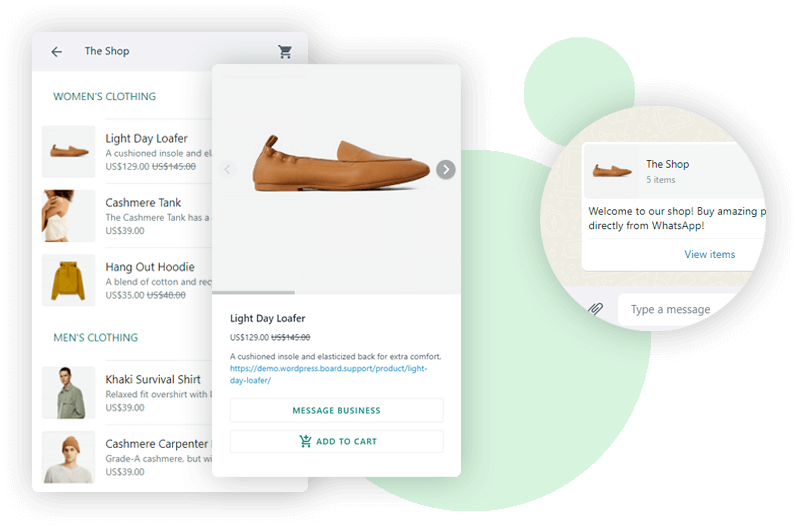 The Shop
WOMEN'S CLOTHING
Light Day Loafer
A cushioned insole and
US$129.00 US$145.00
Cashmere Tank
The Cashmere Tank has a
US$39.00
Hang Out Hoodie
A blend of cotton and
US$35.00 US$48.00
MEN'S CLOTHING
Khaki Survival Shirt
Relaxed fit overshirt with
US$39.00
Cashmere Carpenter
Grade-A cashmere, but
US$39.00
Light Day Loafer
US$129.00 US$145.00
A cushioned insole and elasticized back for extra comfort.
https://demo.wordpress.board.support/product/light-
day-loafer/
MESSAGE BUSINESS
ADD TO CART
The Shop
5 items
Welcome to our shop! Buy amazing
directly from WhatsApp!
View items
Type a message